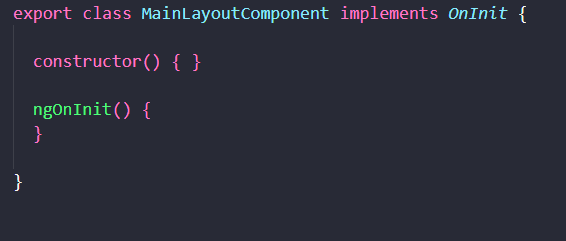 export class MainLayoutComponent implements OnInit {
constructor() { }
ngOnInit() {
}
}